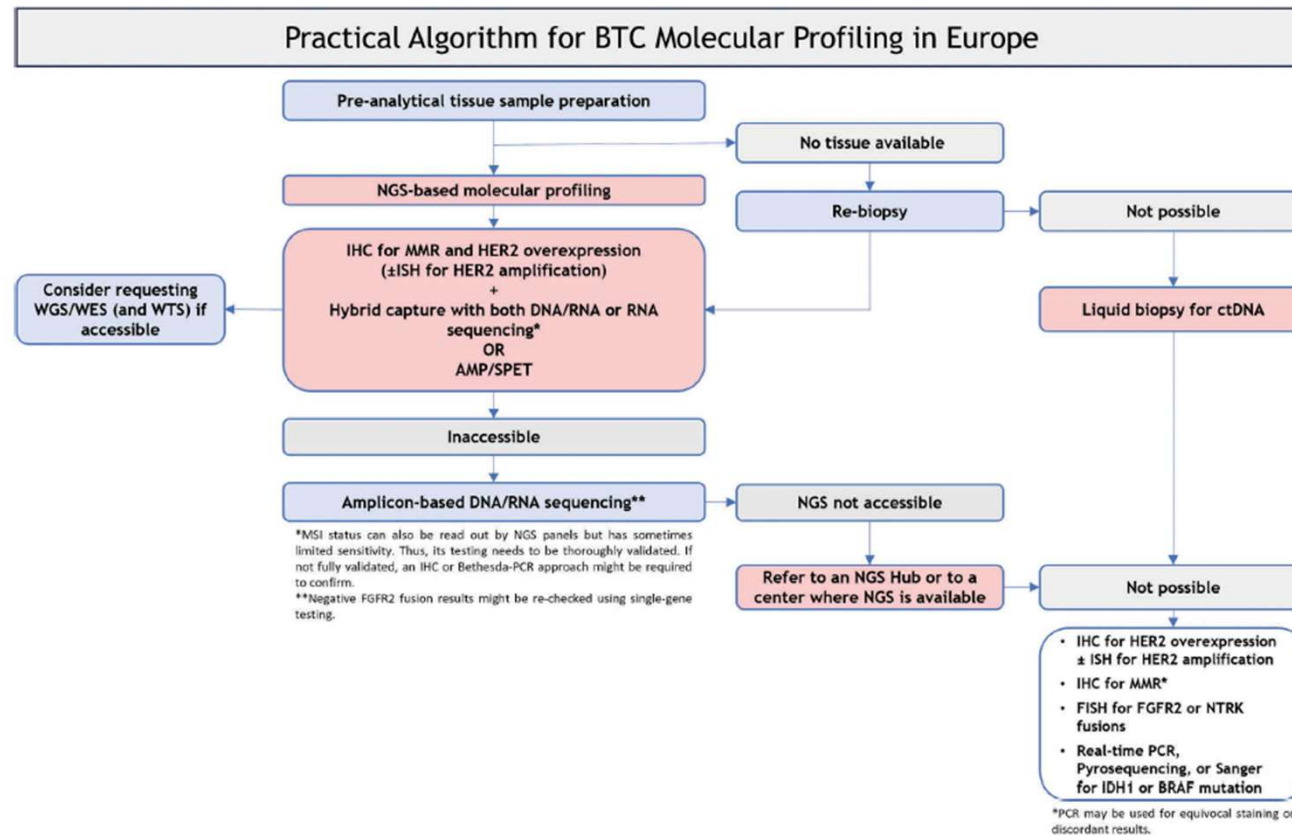 Practical Algorithm for BTC Molecular Profiling in Europe
Pre-analytical tissue sample preparation
No tissue available
NGS-based molecular profiling
Re-biopsy
Not possible
IHC for MMR and HER2 overexpression
(±ISH for HER2 amplification)
+
Hybrid capture with both DNA/RNA or RNA
sequencing*
OR
AMP/SPET
Consider requesting
WGS/WES (and WTS) if
accessible
Liquid biopsy for ctDNA
Inaccessible
Amplicon-based DNA/RNA sequencing**
NGS not accessible
*MSI status can also be read out by NGS panels but has sometimes
limited sensitivity. Thus, its testing needs to be thoroughly validated. If
not fully validated, an IHC or Bethesda-PCR approach might be required
to confirm.
**Negative FGFR2 fusion results might be re-checked using single-gene
testing.
Refer to an NGS Hub or to a
center where NGS is available
Not possible
• IHC for HER2 overexpression
± ISH for HER2 amplification
• IHC for MMR*
• FISH for FGFR2 or NTRK
fusions
• Real-time PCR,
Pyrosequencing, or Sanger
for IDH1 or BRAF mutation
*PCR may be used for equivocal staining or
discordant results.